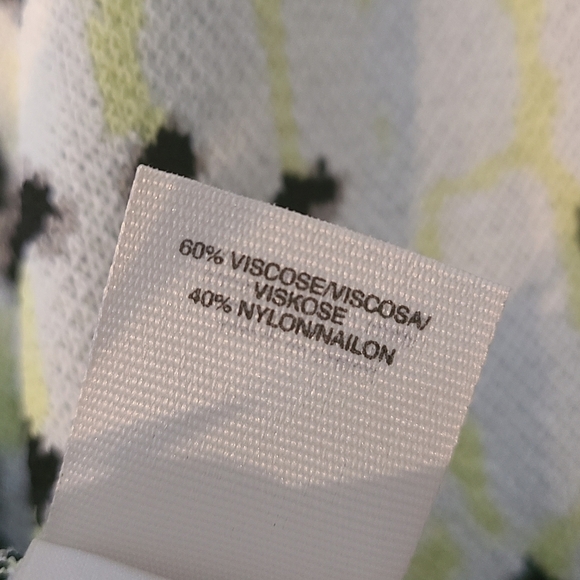 60% VISCOSE/VISCOSA/
VISKOSE
40% NYLON/NAILON